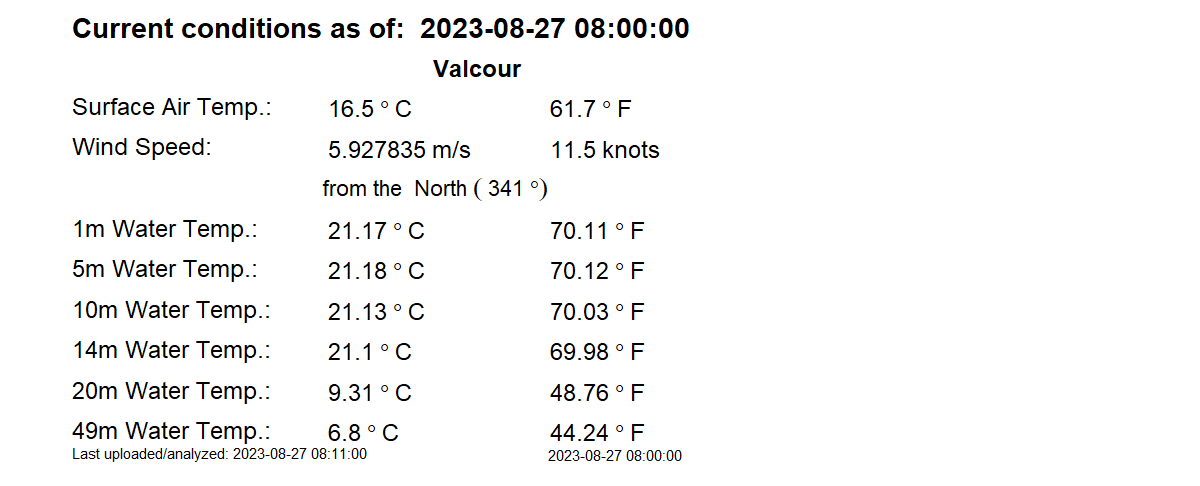 Current conditions as of: 2023-08-27 08:00:00
Valcour
Surface Air Temp.: 16.5 ° C 61.7 ° F
Wind Speed: 5.927835 m/s 11.5 knots
from the North ( 341 °)
1m Water Temp.: 21.17 ° C 70.11 ° F
5m Water Temp.: 21.18 ° C 70.12 ° F
10m Water Temp.: 21.13 ° C 70.03 ° F
14m Water Temp.: 21.1 ° C 69.98 ° F
20m Water Temp.: 9.31 ° C 48.76 ° F
49m Water Temp.: 6.8 ° C 44.24 ° F
Last uploaded/analyzed: 2023-08-27 08:11:00 2023-08-27 08:00:00